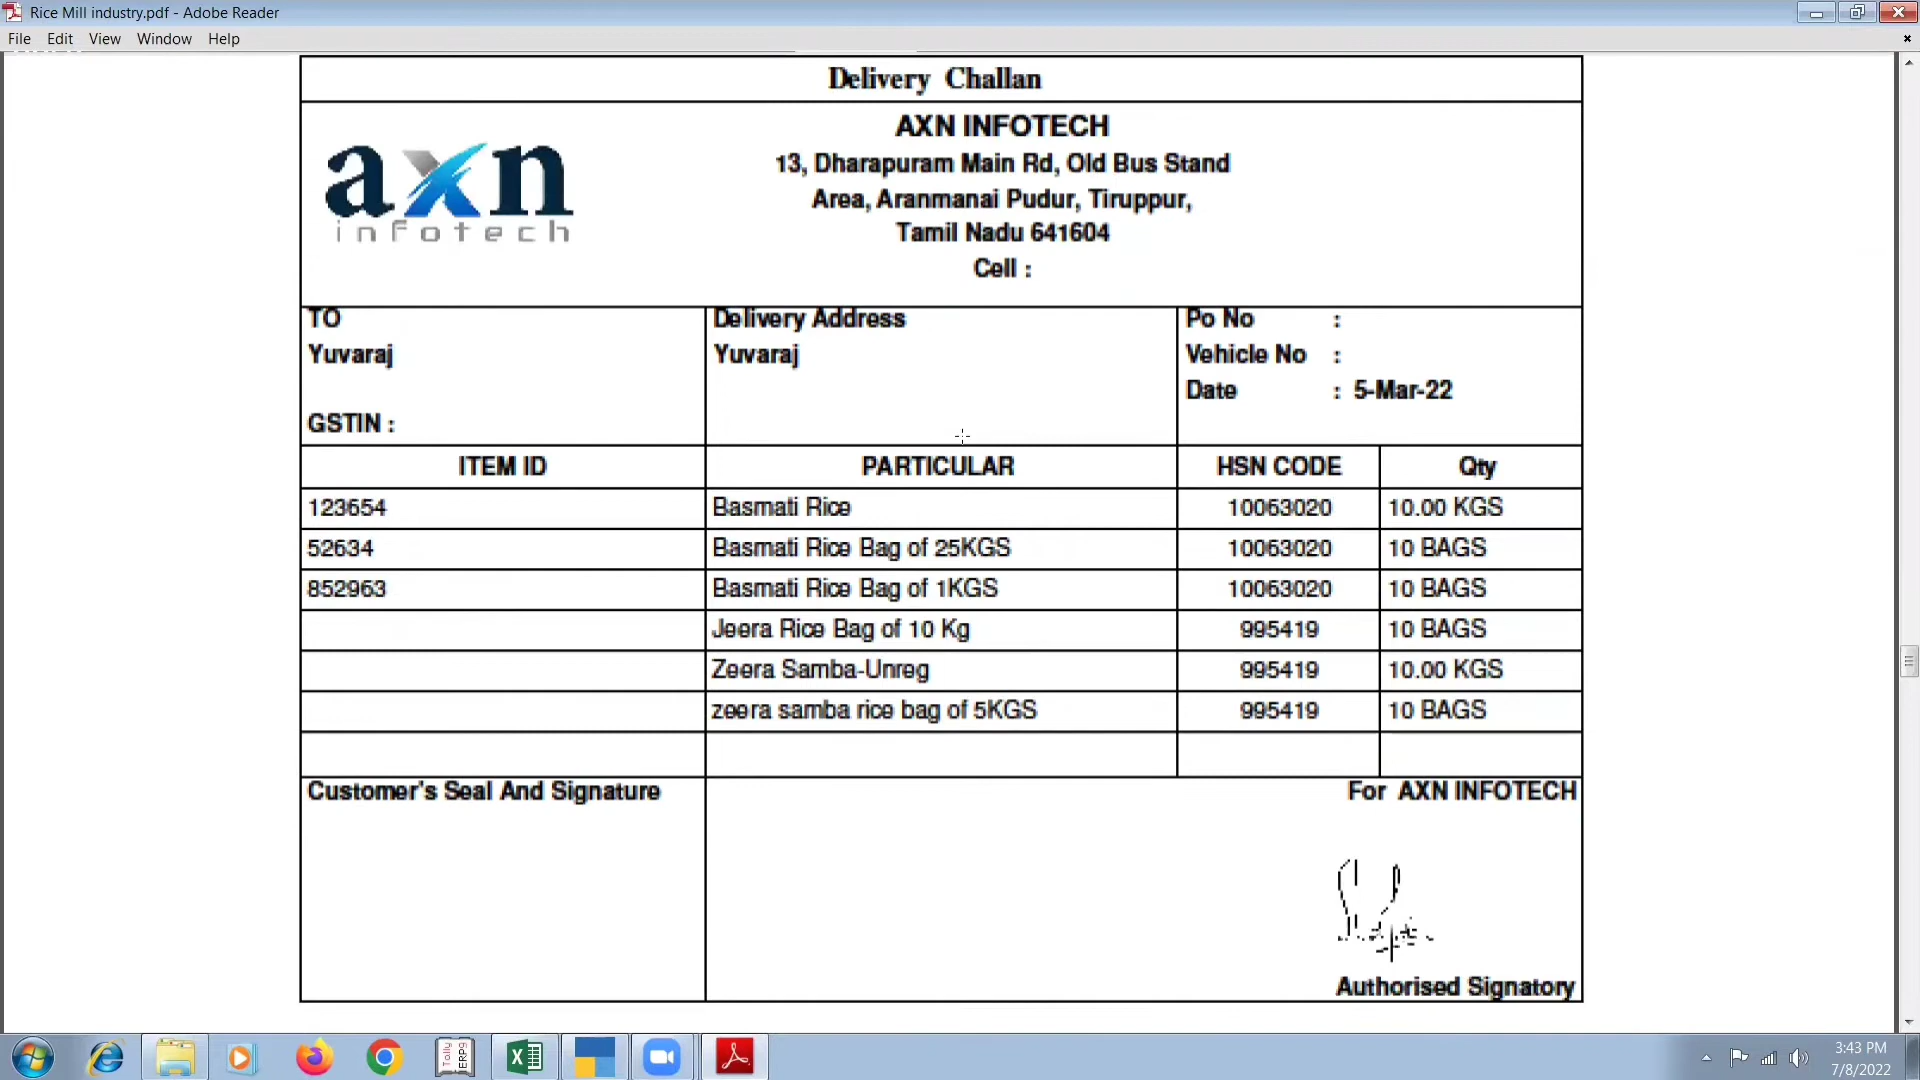 Rice Mill industry.pdf - Adobe Reader
File Edit View Window Help
Delivery Challan
axn
infotech
AXN INFOTECH
13, Dharapuram Main Rd, Old Bus Stand
Area, Aranmanai Pudur, Tiruppur,
Tamil Nadu 641604
Cell :
TO
Yuvaraj
GSTIN :
Delivery Address
Yuvaraj
Po No :
Vehicle No :
Date : 5-Mar-22
ITEM ID PARTICULAR HSN CODE Qty
123654 Basmati Rice 10063020 10.00 KGS
52634 Basmati Rice Bag of 25KGS 10063020 10 BAGS
852963 Basmati Rice Bag of 1KGS 10063020 10 BAGS
Jeera Rice Bag of 10 Kg 995419 10 BAGS
Zeera Samba-Unreg 995419 10.00 KGS
zeera samba rice bag of 5KGS 995419 10 BAGS
Customer's Seal And Signature
For AXN INFOTECH
Authorised Signatory
Tally ERP9
3:43 PM
7/8/2022